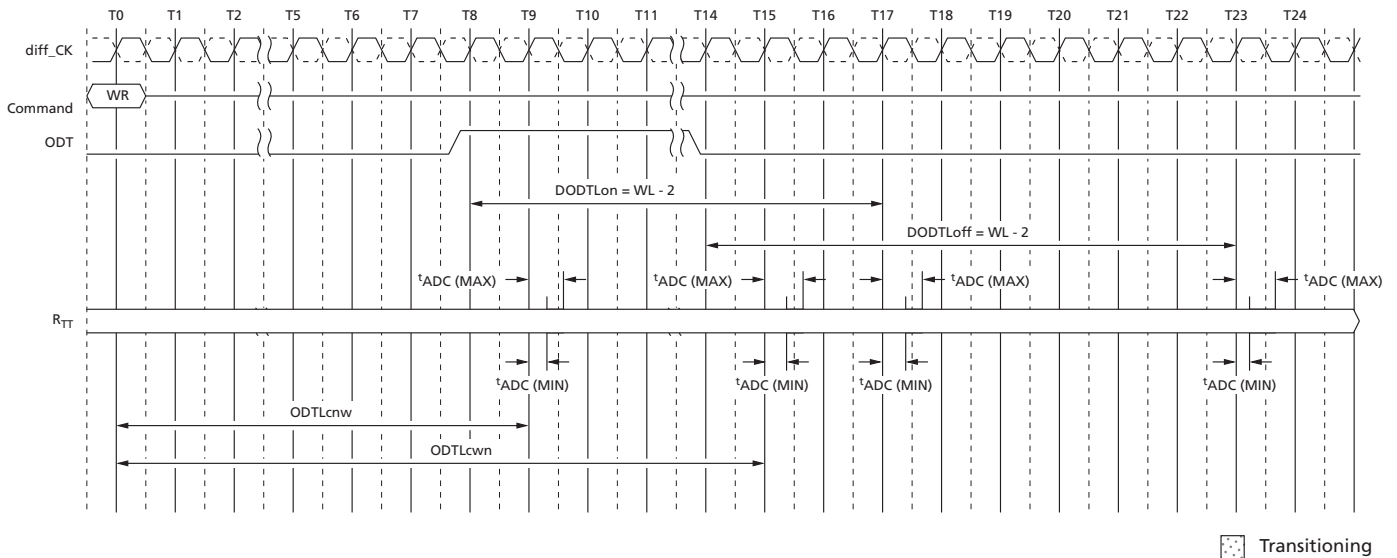 T0 T1 T2 T5 T6 T7 T8 T9 T10 T11 T14 T15 T16 T17 T18 T19 T20 T21 T22 T23 T24
diff_CK
Command
WR
ODT
DODTLon = WL - 2
DODTLoff = WL - 2
tADC (MAX) tADC (MAX) tADC (MAX) tADC (MAX)
RTT
tADC (MIN) tADC (MIN) tADC (MIN) tADC (MIN)
ODTLcnw
ODTLcwn
Transitioning